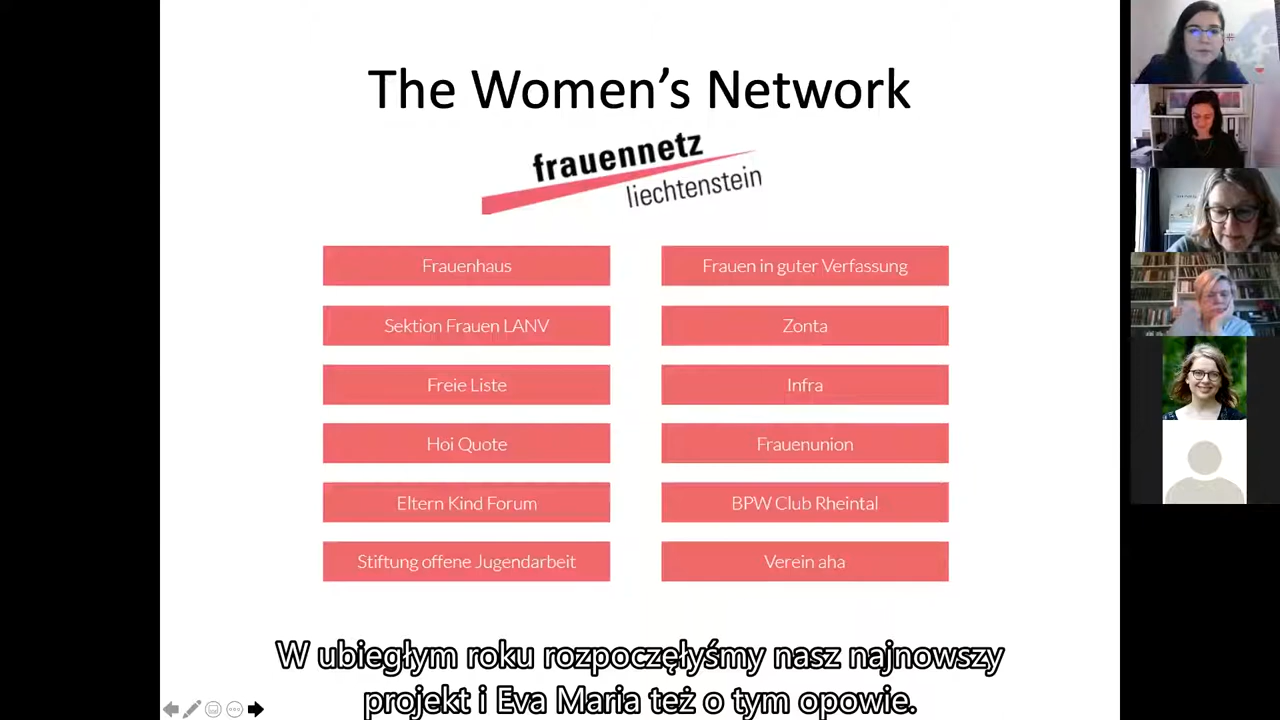 The Women's Network
frauennetz
liechtenstein
Frauenhaus
Frauen in guter Verfassung
Sektion Frauen LANV
Zonta
Freie Liste
Infra
Hoi Quote
Frauenunion
Eltern Kind Forum
BPW Club Rheintal
Stiftung offene Jugendarbeit
Verein aha
W ubiegłym roku rozpoczęłyśmy nasz najnowszy
projekt i Eva Maria też o tym opowie.